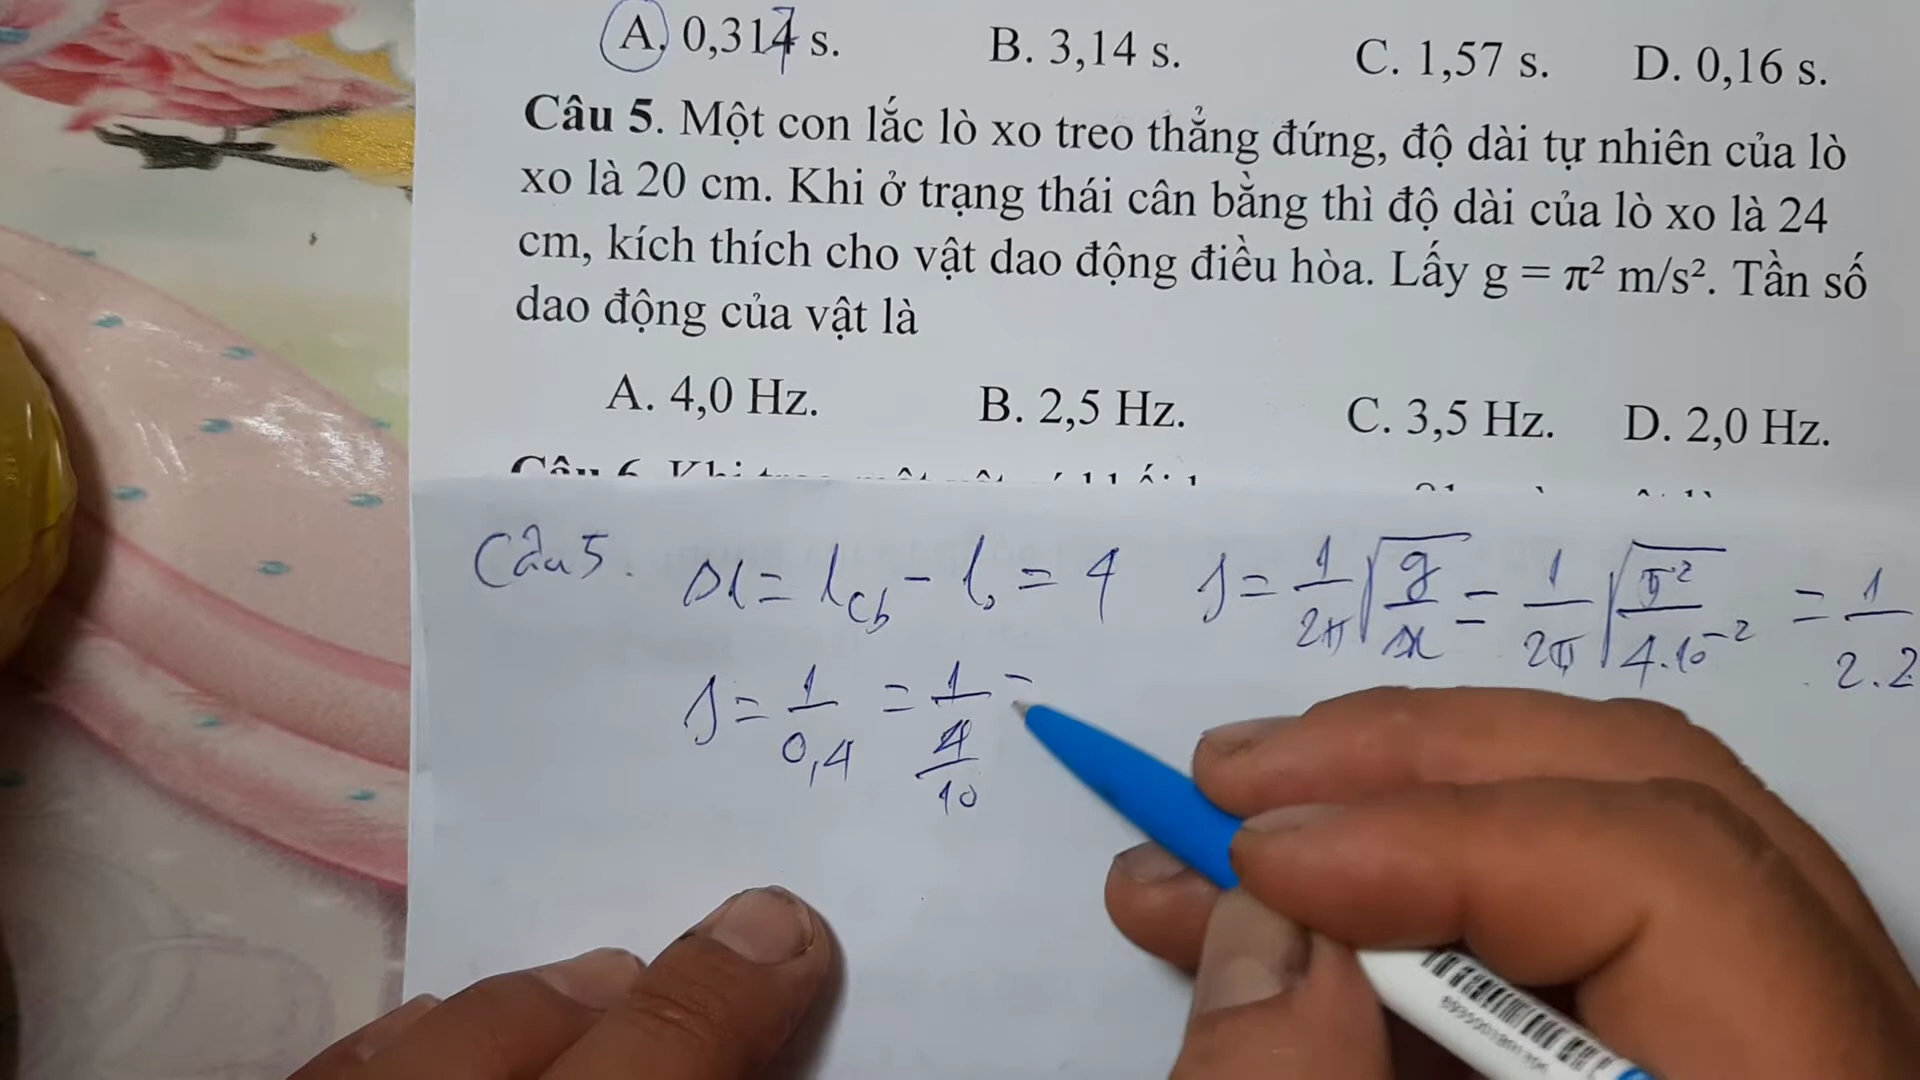 A. 0,314 s. B. 3,14 s. C. 1,57 s. D. 0,16 s.
Câu 5. Một con lắc lò xo treo thẳng đứng, độ dài tự nhiên của lò
xo là 20 cm. Khi ở trạng thái cân bằng thì độ dài của lò xo là 24
cm, kích thích cho vật dao động điều hòa. Lấy g = π² m/s². Tần số
dao động của vật là
A. 4,0 Hz. B. 2,5 Hz. C. 3,5 Hz. D. 2,0 Hz.
Câu 5. Δl = lcb - l₀ = 4 f = 1/2π √(g/Δl) = 1/2π √(π²/4.10⁻²) = 1/2.2
f = 1/0,4 = 1/(4/10) =